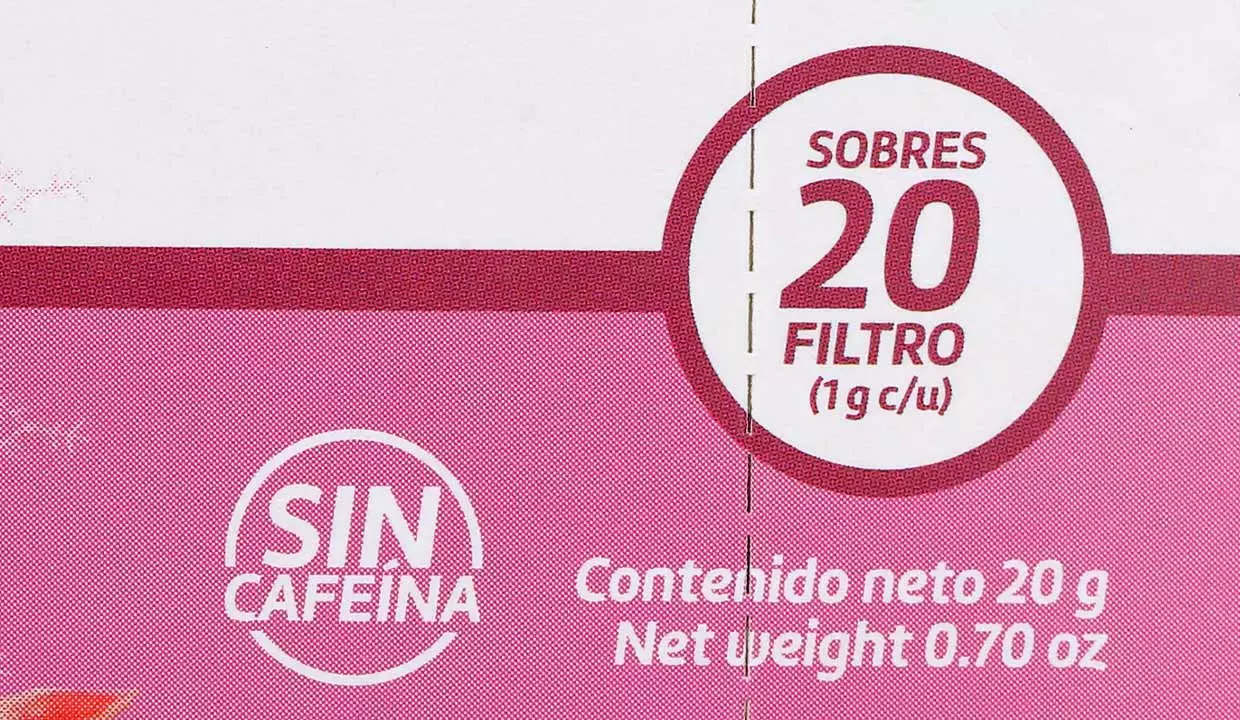 SOBRES
20
FILTRO
(1 g c/u)
SIN
CAFEÍNA
Contenido neto 20 g
Net weight 0.70 oz